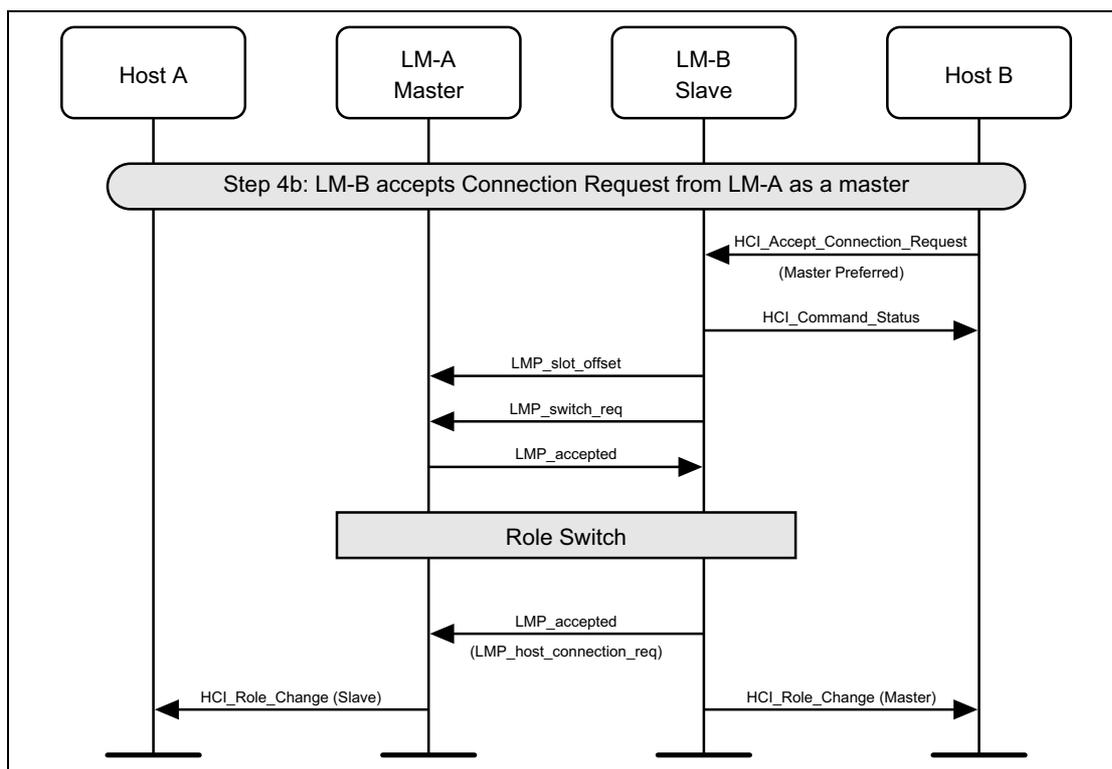 Host A
LM-A
Master
LM-B
Slave
Host B
Step 4b: LM-B accepts Connection Request from LM-A as a master
HCI_Accept_Connection_Request
(Master Preferred)
HCI_Command_Status
LMP_slot_offset
LMP_switch_req
LMP_accepted
Role Switch
LMP_accepted
(LMP_host_connection_req)
HCI_Role_Change (Slave)
HCI_Role_Change (Master)